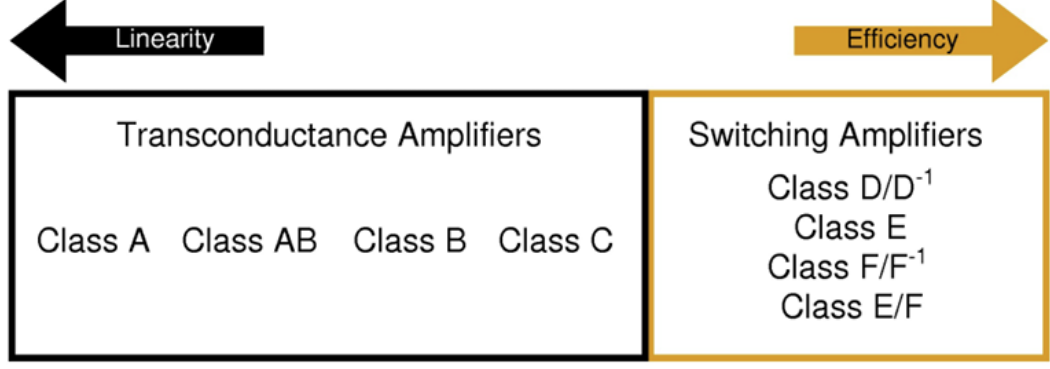 Linearity
Efficiency
Transconductance Amplifiers
Class A Class AB Class B Class C
Switching Amplifiers
Class D/D⁻¹
Class E
Class F/F⁻¹
Class E/F